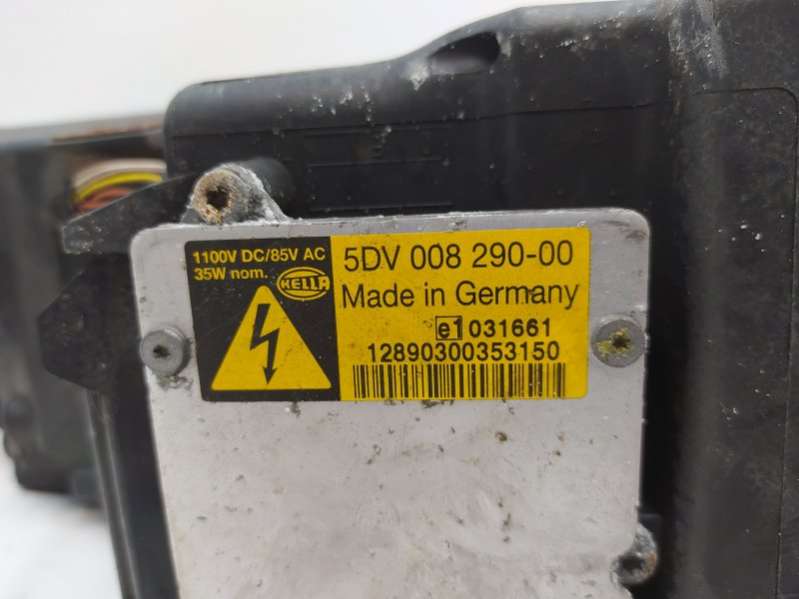 1100V DC/85V AC
35W nom.
HELLA
5DV 008 290-00
Made in Germany
e1 031661
12890300353150